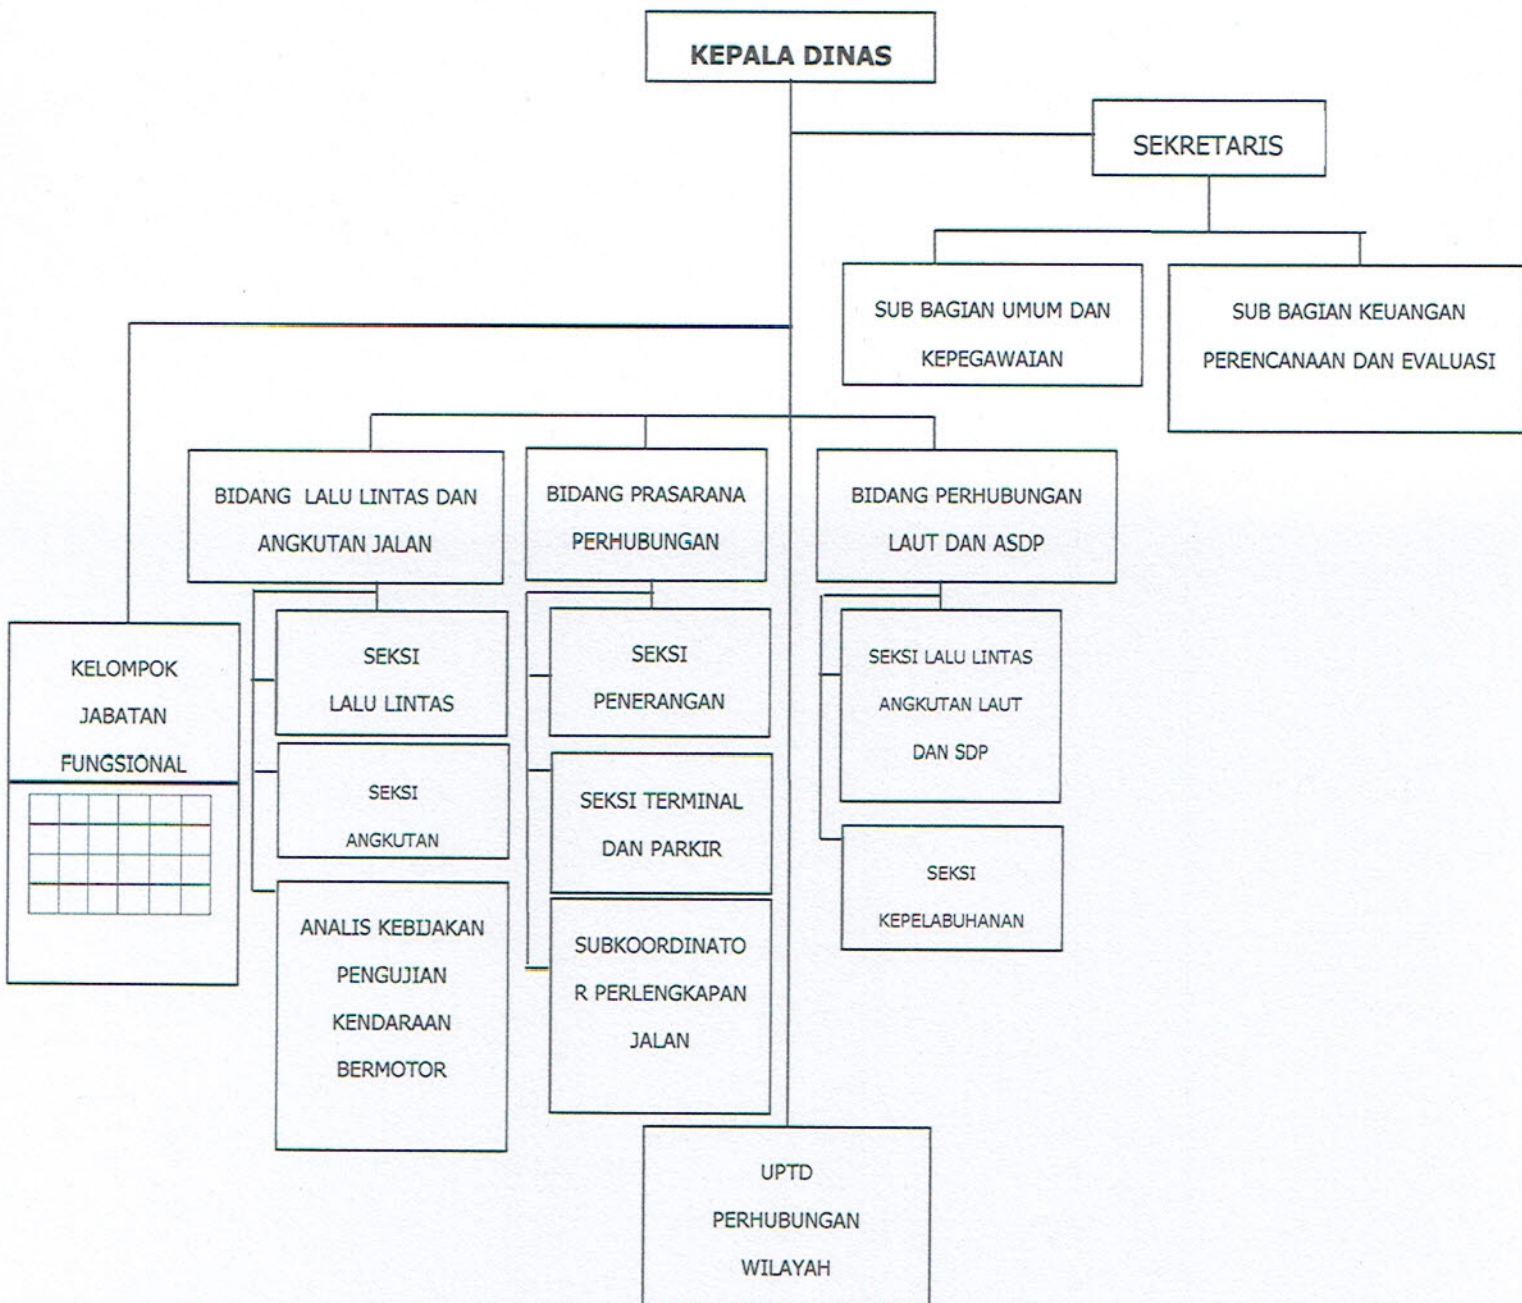 KEPALA DINAS
SEKRETARIS
SUB BAGIAN UMUM DAN
KEPEGAWAIAN
SUB BAGIAN KEUANGAN
PERENCANAAN DAN EVALUASI
BIDANG LALU LINTAS DAN
ANGKUTAN JALAN
BIDANG PRASARANA
PERHUBUNGAN
BIDANG PERHUBUNGAN
LAUT DAN ASDP
KELOMPOK
JABATAN
FUNGSIONAL
SEKSI
LALU LINTAS
SEKSI
ANGKUTAN
ANALIS KEBIJAKAN
PENGUJIAN
KENDARAAN
BERMOTOR
SEKSI
PENERANGAN
SEKSI TERMINAL
DAN PARKIR
SUBKOORDINATO
R PERLENGKAPAN
JALAN
SEKSI LALU LINTAS
ANGKUTAN LAUT
DAN SDP
SEKSI
KEPELABUHANAN
UPTD
PERHUBUNGAN
WILAYAH